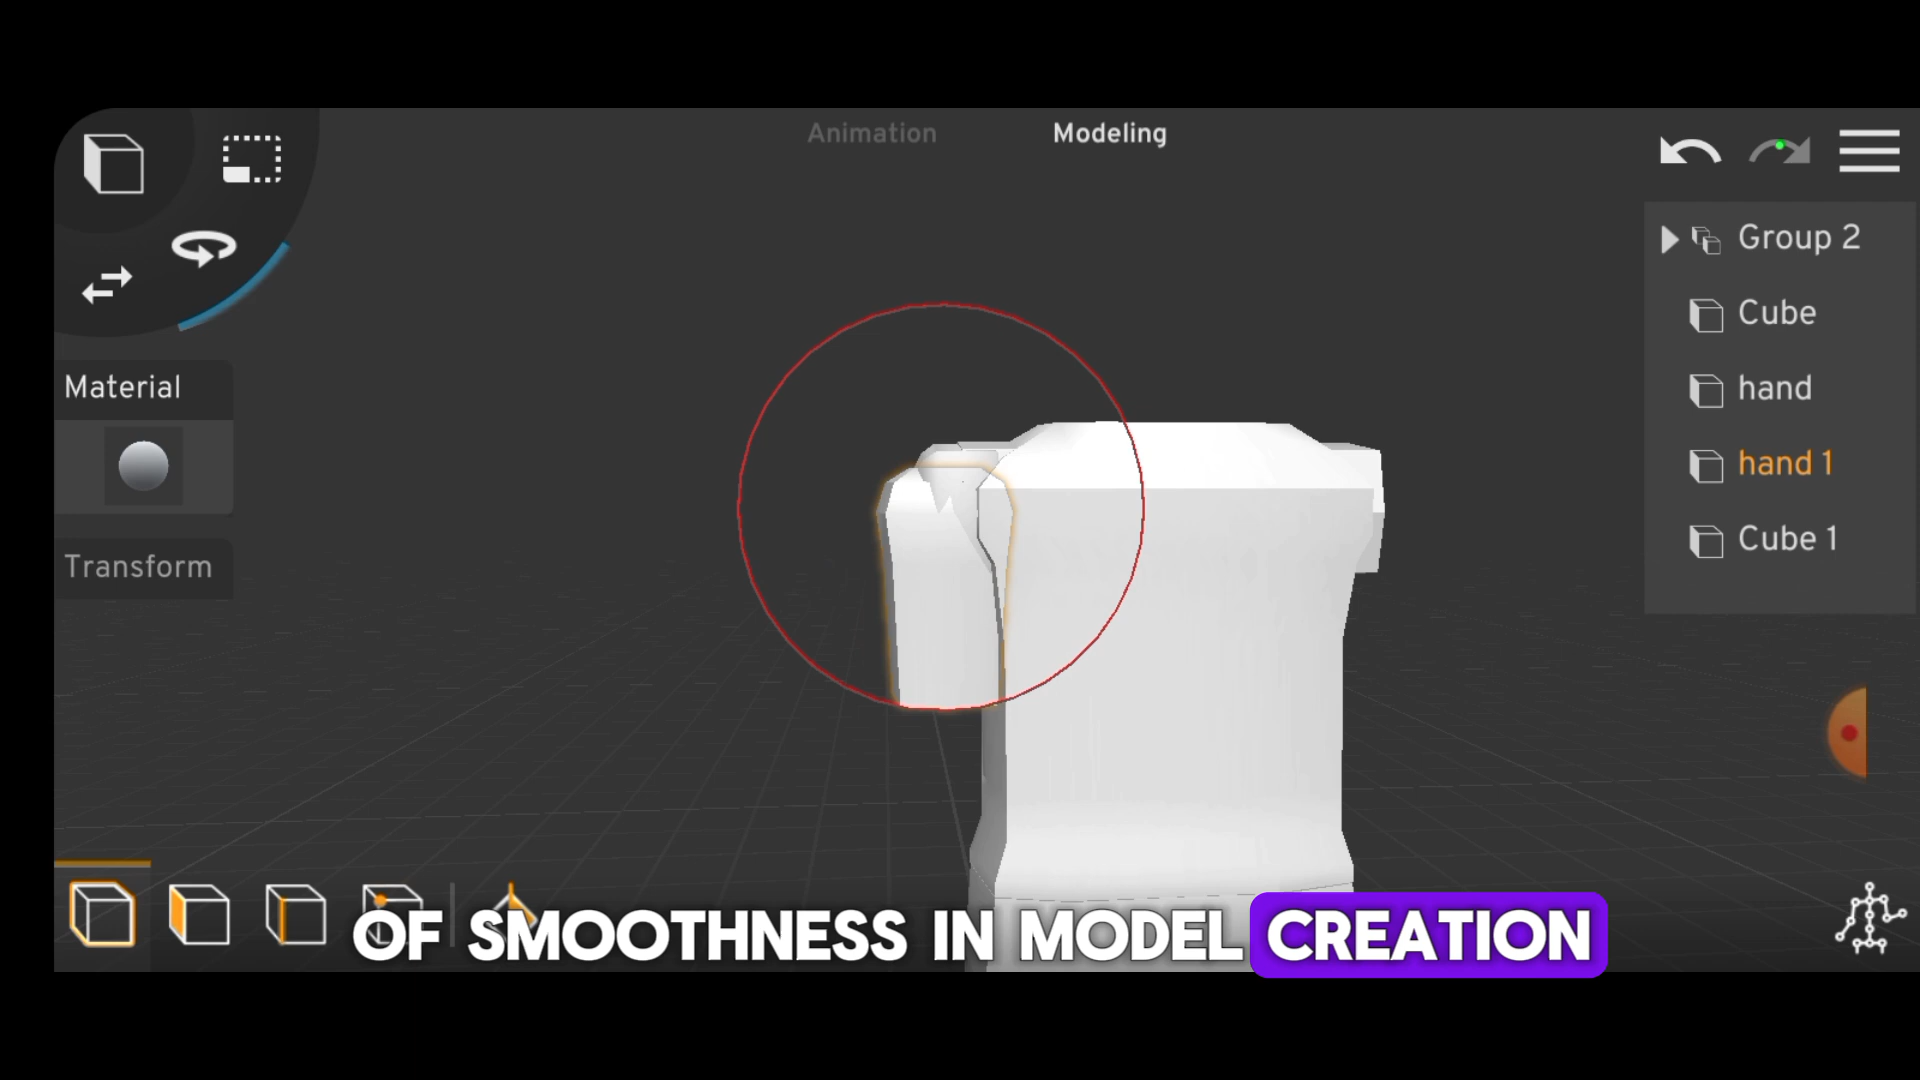 Animation
Modeling
Group 2
Cube
Material
hand
hand 1
Transform
Cube 1
OF SMOOTHNESS IN MODEL CREATION